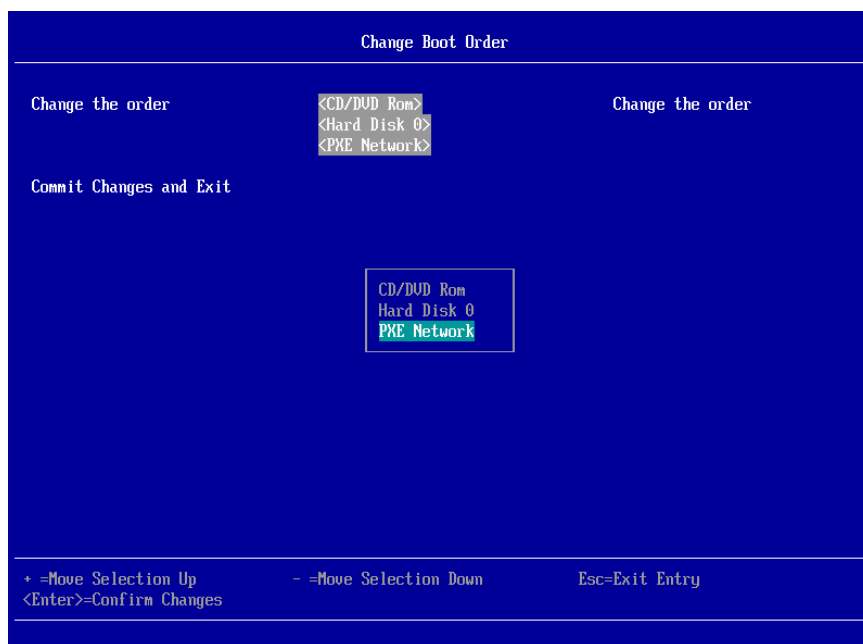 Change Boot Order
Change the order <CD/DVD Rom> Change the order
<Hard Disk 0>
<PXE Network>
Commit Changes and Exit
CD/DVD Rom
Hard Disk 0
PXE Network
+ =Move Selection Up - =Move Selection Down Esc=Exit Entry
<Enter>=Confirm Changes